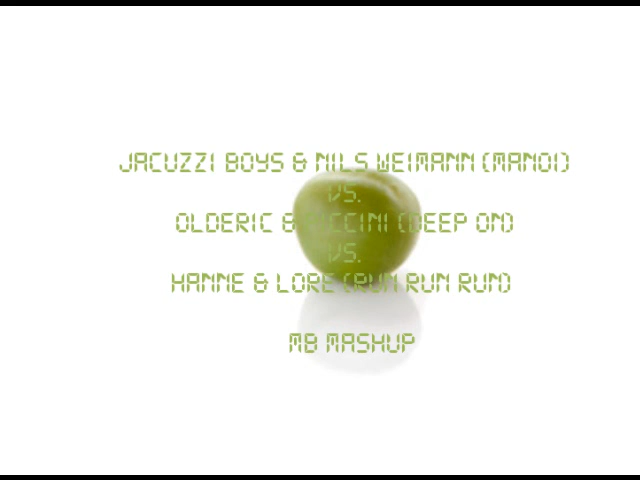 JACUZZI BOYS & NILS WEIMANN (MANOI)
VS.
OLDERIC & (DEEP ON)
VS.
HANNE & LORE (RUN RUN RUN)
MB MASHUP